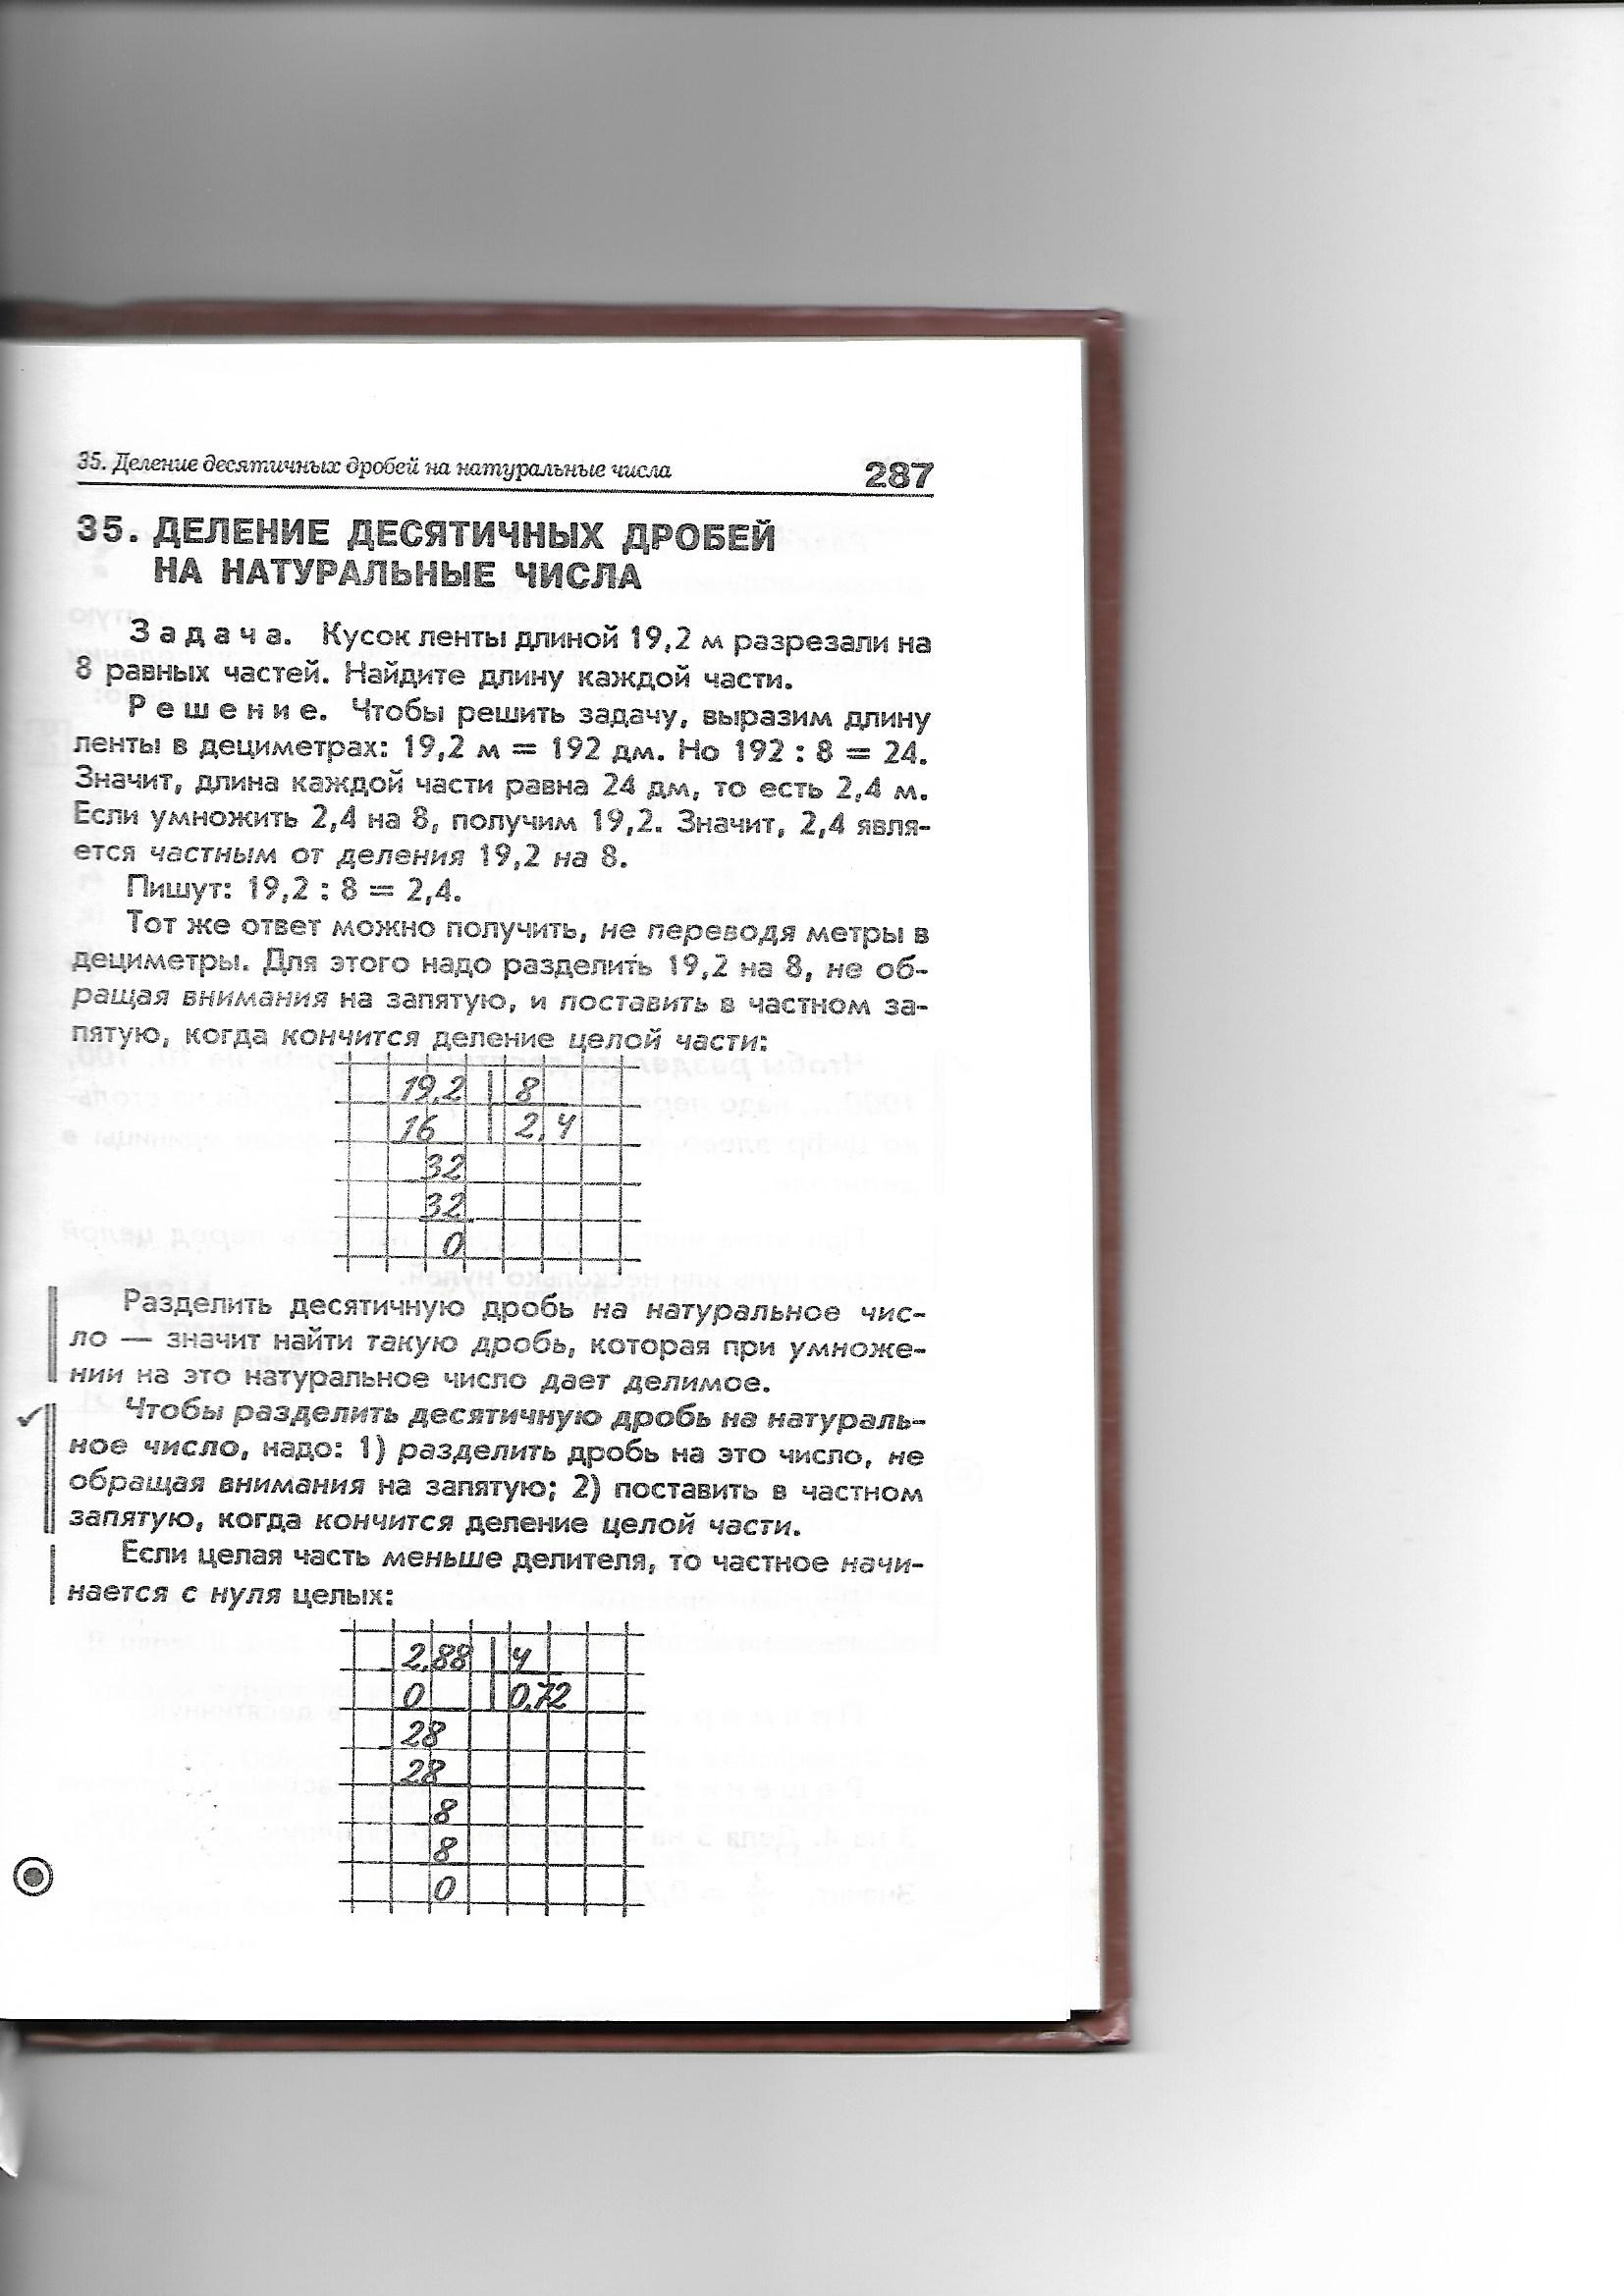 35. Деление десятичных дробей на натуральные числа 287
35. ДЕЛЕНИЕ ДЕСЯТИЧНЫХ ДРОБЕЙ
НА НАТУРАЛЬНЫЕ ЧИСЛА
Задача. Кусок ленты длиной 19,2 м разрезали на
8 равных частей. Найдите длину каждой части.
Решение. Чтобы решить задачу, выразим длину
ленты в дециметрах: 19,2 м = 192 дм. Но 192 : 8 = 24.
Значит, длина каждой части равна 24 дм, то есть 2,4 м.
Если умножить 2,4 на 8, получим 19,2. Значит, 2,4 явля-
ется частным от деления 19,2 на 8.
Пишут: 19,2 : 8 = 2,4.
Тот же ответ можно получить, не переводя метры в
дециметры. Для этого надо разделить 19,2 на 8, не об-
ращая внимания на запятую, и поставить в частном за-
пятую, когда кончится деление целой части:
19,2 8
16 2,4
32
32
0
Разделить десятичную дробь на натуральное чис-
ло — значит найти такую дробь, которая при умноже-
нии на это натуральное число дает делимое.
Чтобы разделить десятичную дробь на натураль-
ное число, надо: 1) разделить дробь на это число, не
обращая внимания на запятую; 2) поставить в частном
запятую, когда кончится деление целой части.
Если целая часть меньше делителя, то частное начи-
нается с нуля целых:
2,88 4
0 0,72
28
28
8
8
0